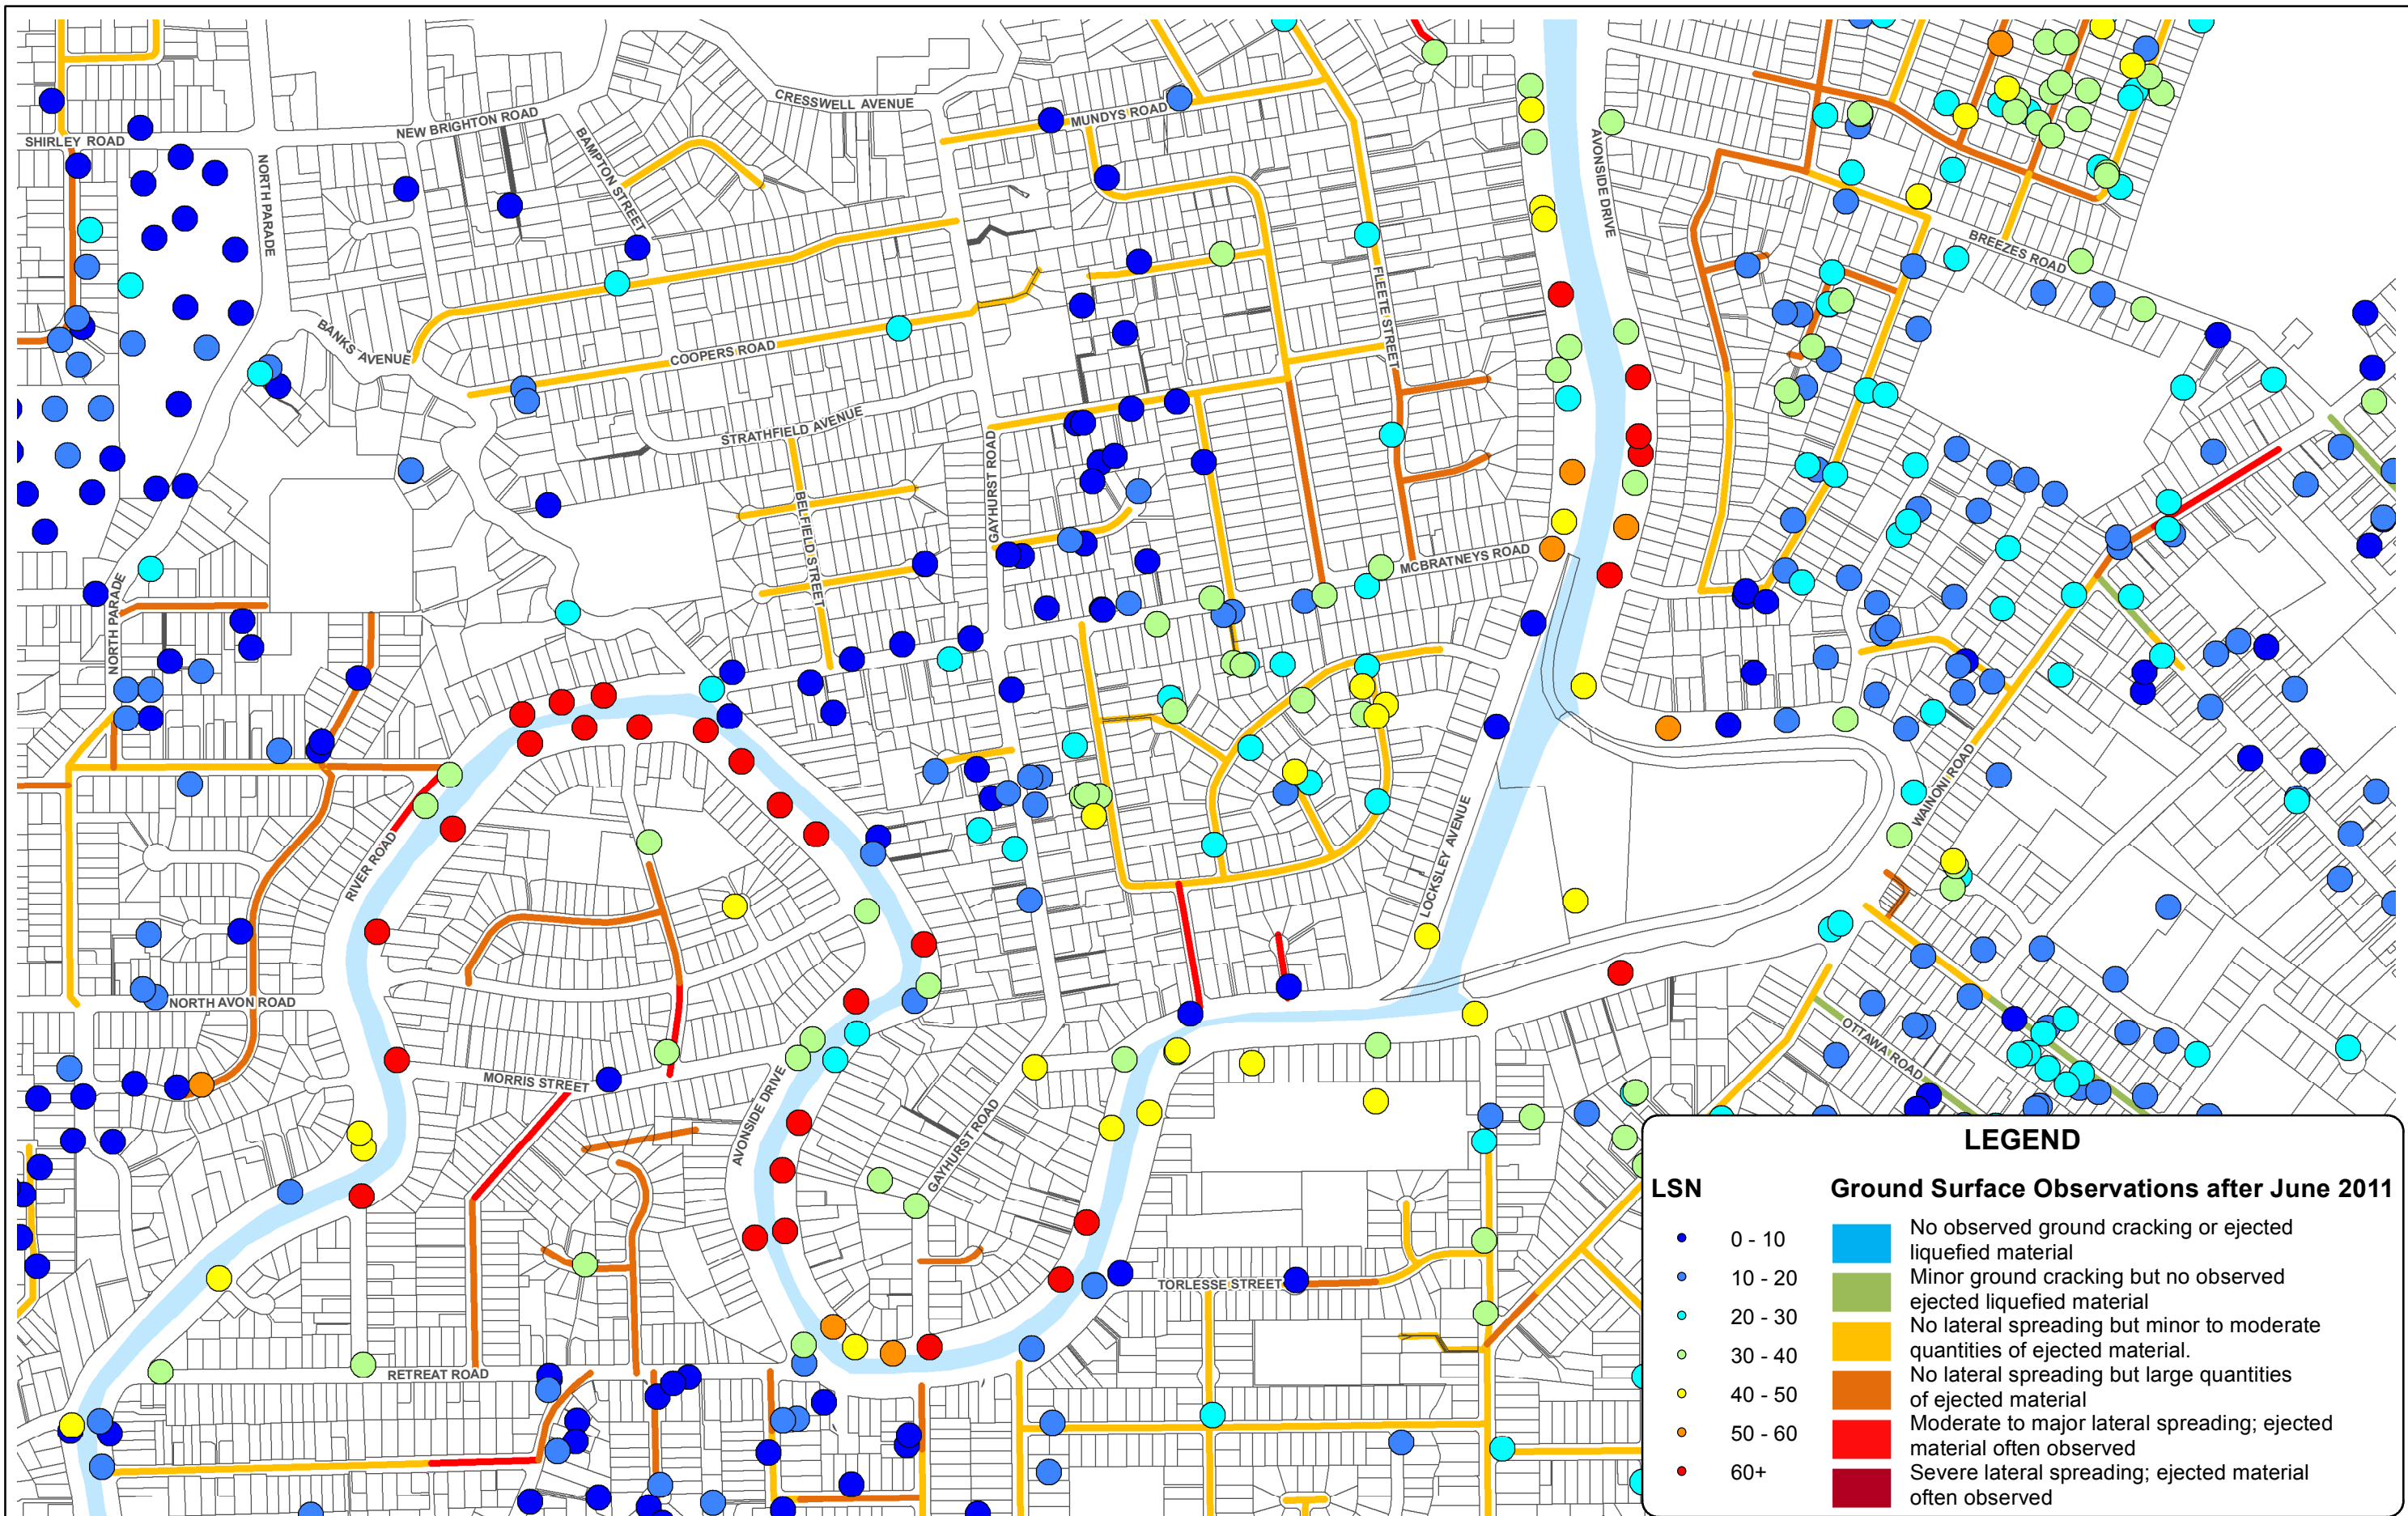 CRESSWELL AVENUE
MUNDYS ROAD
NEW BRIGHTON ROAD
SHIRLEY ROAD
BAMPTON STREET
NORTH PARADE
AVONSIDE DRIVE
BREEZES ROAD
FLEETE STREET
BANKS AVENUE
COOPERS ROAD
STRATHFIELD AVENUE
GAYHURST ROAD
BELFIELD STREET
MCBRATNEYS ROAD
NORTH PARADE
WAINONI ROAD
LOCKSLEY AVENUE
RIVER ROAD
NORTH AVON ROAD
OTTAWA ROAD
MORRIS STREET
AVONSIDE DRIVE
GAYHURST ROAD
TORLESSE STREET
RETREAT ROAD
LEGEND
LSN
Ground Surface Observations after June 2011
0 - 10
10 - 20
20 - 30
30 - 40
40 - 50
50 - 60
60+
No observed ground cracking or ejected
liquefied material
Minor ground cracking but no observed
ejected liquefied material
No lateral spreading but minor to moderate
quantities of ejected material.
No lateral spreading but large quantities
of ejected material
Moderate to major lateral spreading; ejected
material often observed
Severe lateral spreading; ejected material
often observed